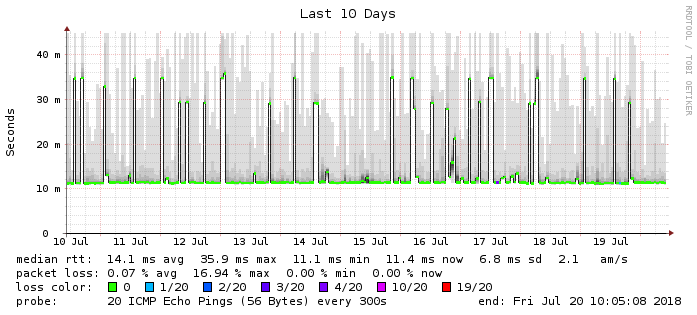 Last 10 Days
RRDTOOL / TOBI OETIKER
Seconds
40 m
30 m
20 m
10 m
0
10 Jul 11 Jul 12 Jul 13 Jul 14 Jul 15 Jul 16 Jul 17 Jul 18 Jul 19 Jul
median rtt: 14.1 ms avg 35.9 ms max 11.1 ms min 11.4 ms now 6.8 ms sd 2.1 am/s
packet loss: 0.07 % avg 16.94 % max 0.00 % min 0.00 % now
loss color: 0 1/20 2/20 3/20 4/20 10/20 19/20
probe: 20 ICMP Echo Pings (56 Bytes) every 300s end: Fri Jul 20 10:05:08 2018